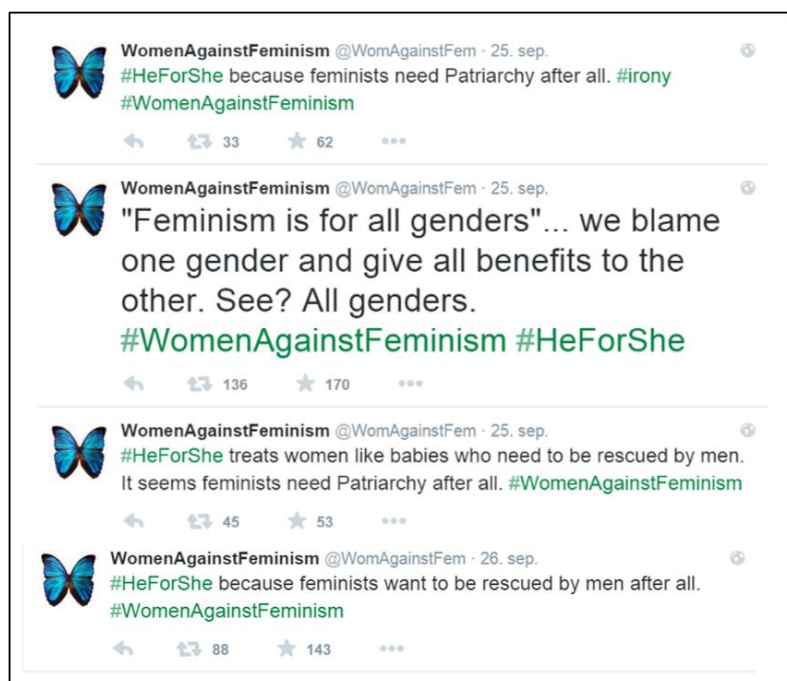 WomenAgainstFeminism @WomAgainstFem · 25. sep.
#HeForShe because feminists need Patriarchy after all. #irony
#WomenAgainstFeminism
33 62
WomenAgainstFeminism @WomAgainstFem · 25. sep.
"Feminism is for all genders"... we blame
one gender and give all benefits to the
other. See? All genders.
#WomenAgainstFeminism #HeForShe
136 170
WomenAgainstFeminism @WomAgainstFem · 25. sep.
#HeForShe treats women like babies who need to be rescued by men.
It seems feminists need Patriarchy after all. #WomenAgainstFeminism
45 53
WomenAgainstFeminism @WomAgainstFem · 26. sep.
#HeForShe because feminists want to be rescued by men after all.
#WomenAgainstFeminism
88 143